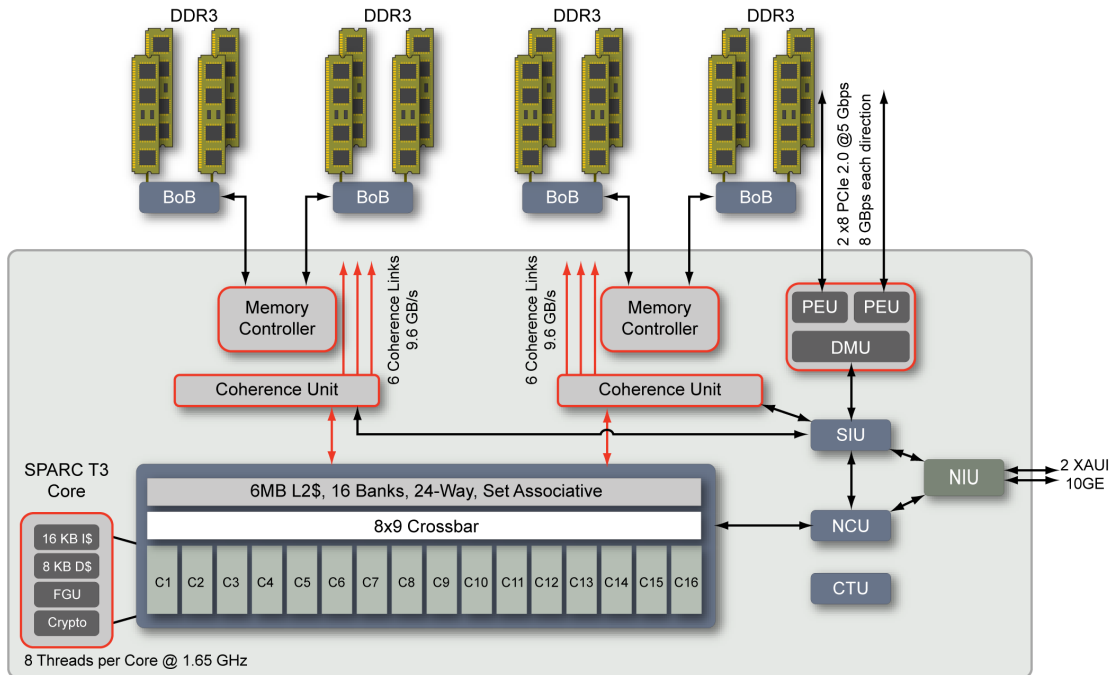 DDR3
DDR3
DDR3
DDR3
BoB
BoB
BoB
BoB
2 x8 PCIe 2.0 @5 Gbps
8 GBps each direction
6 Coherence Links
9.6 GB/s
6 Coherence Links
9.6 GB/s
Memory
Controller
Memory
Controller
PEU
PEU
DMU
Coherence Unit
Coherence Unit
SIU
SPARC T3
Core
6MB L2$, 16 Banks, 24-Way, Set Associative
NIU
2 XAUI
10GE
8x9 Crossbar
NCU
16 KB I$
8 KB D$
FGU
Crypto
C1
C2
C3
C4
C5
C6
C7
C8
C9
C10
C11
C12
C13
C14
C15
C16
CTU
8 Threads per Core @ 1.65 GHz